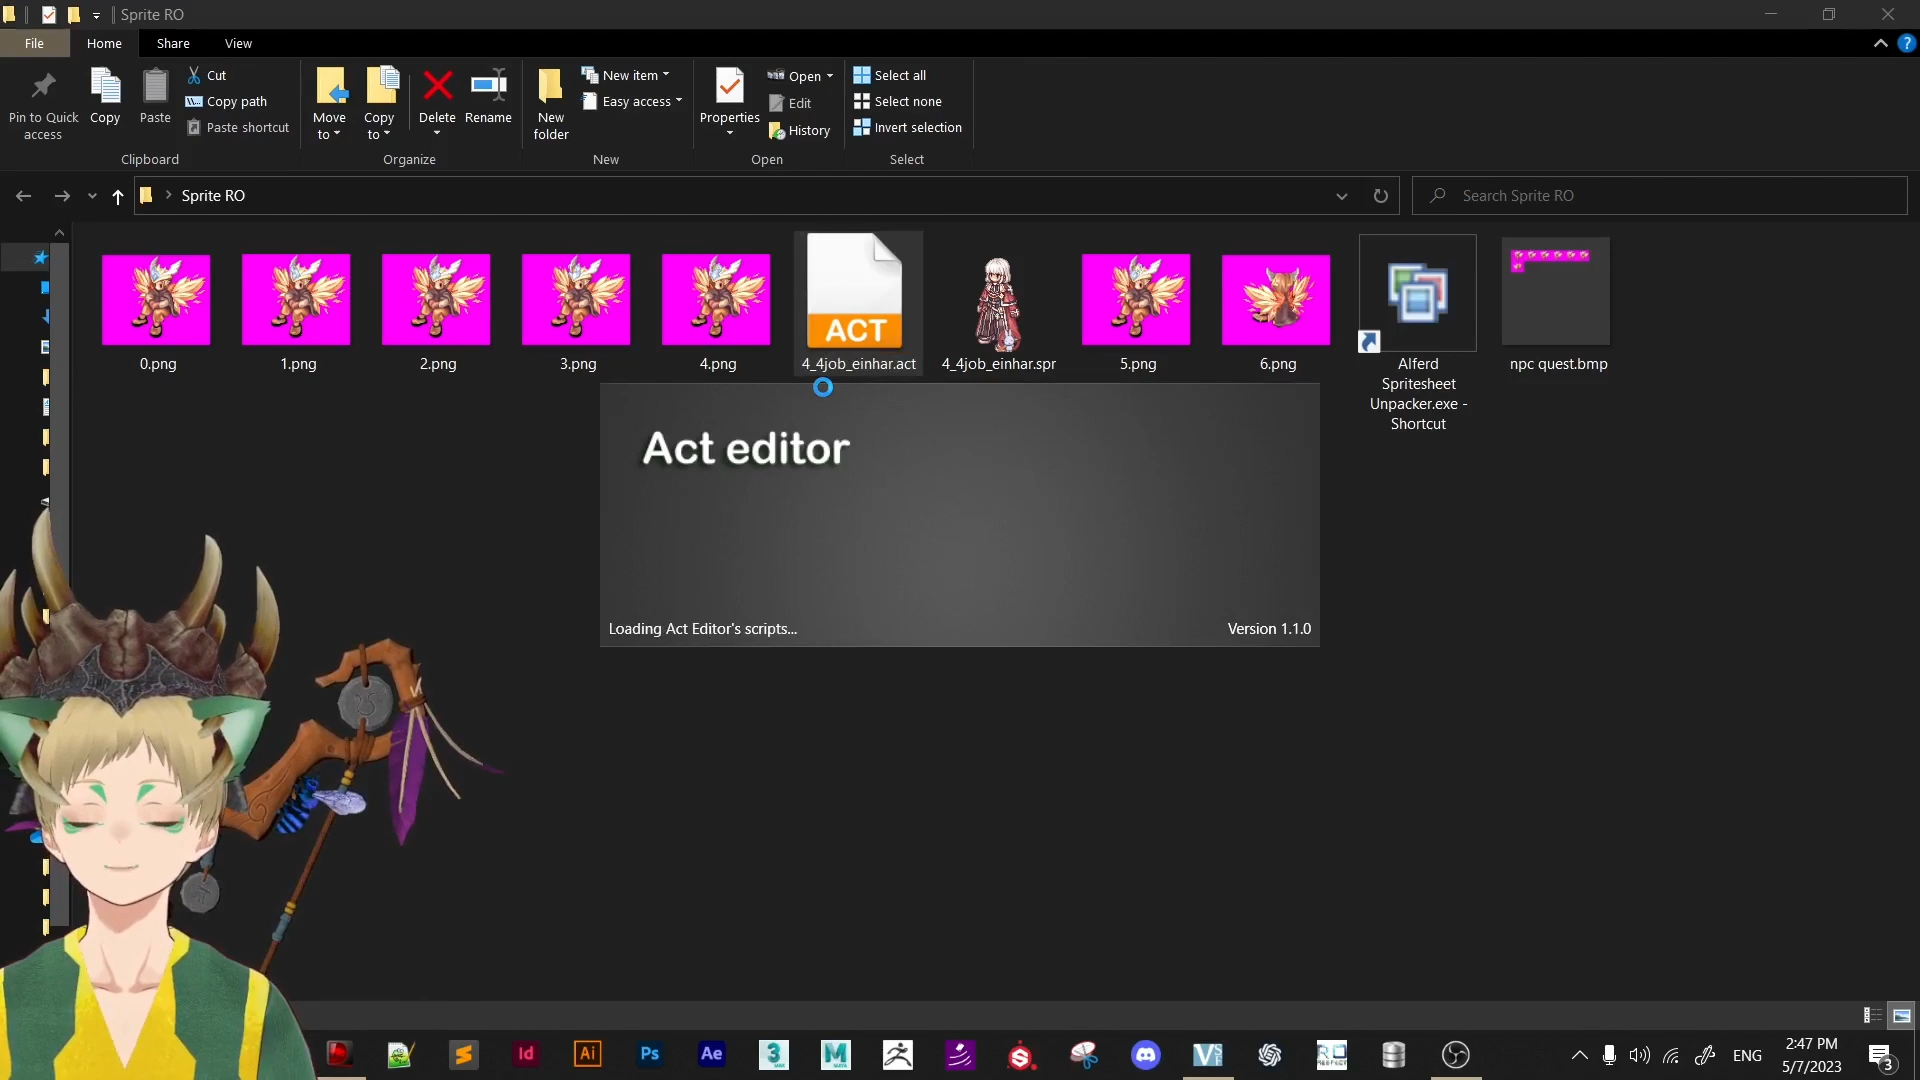 Sprite RO
File
Home
Share
View
Pin to Quick
access
Copy
Paste
Cut
Copy path
Paste shortcut
Move
to
Copy
to
Delete
Rename
New
folder
New item
Easy access
Properties
Open
Edit
History
Select all
Select none
Invert selection
Clipboard
Organize
New
Open
Select
Sprite RO
Search Sprite RO
ACT
0.png
1.png
2.png
3.png
4.png
4_4job_einhar.act
4_4job_einhar.spr
5.png
6.png
Alferd
Spritesheet
Unpacker.exe -
Shortcut
npc quest.bmp
Act editor
Loading Act Editor's scripts...
Version 1.1.0
Id
Ai
Ps
Ae
3
M
ENG
2:47 PM
5/7/2023
3